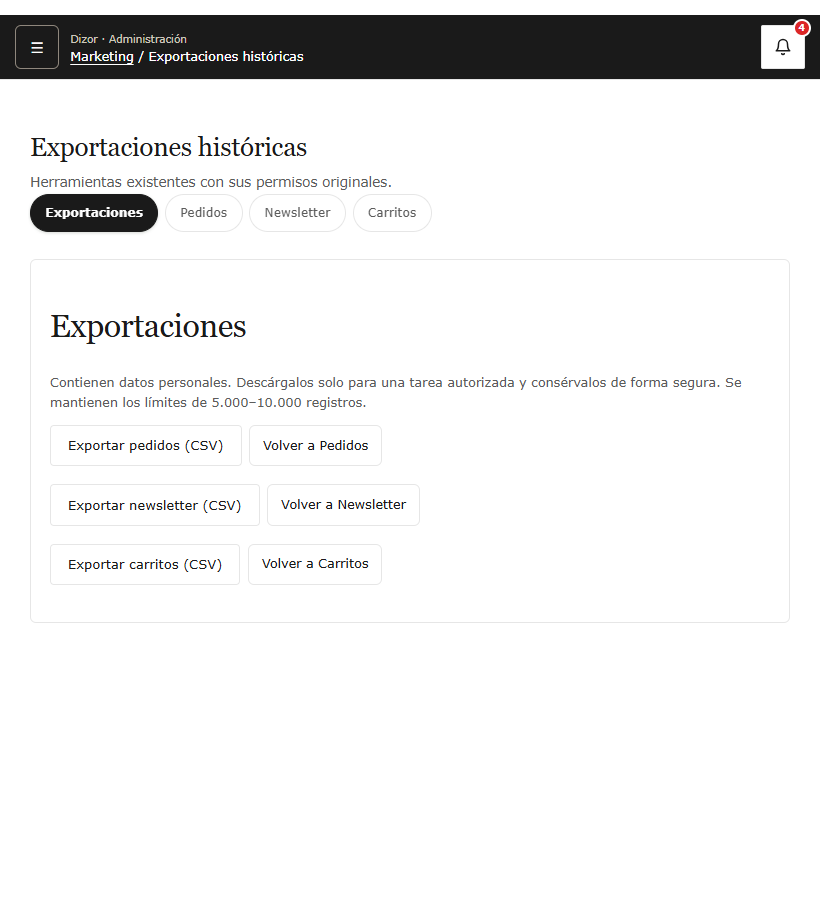 ☰
Dizor · Administración
Marketing / Exportaciones históricas
4
Exportaciones históricas
Herramientas existentes con sus permisos originales.
Exportaciones Pedidos Newsletter Carritos
Exportaciones
Contienen datos personales. Descárgalos solo para una tarea autorizada y consérvalos de forma segura. Se
mantienen los límites de 5.000–10.000 registros.
Exportar pedidos (CSV) Volver a Pedidos
Exportar newsletter (CSV) Volver a Newsletter
Exportar carritos (CSV) Volver a Carritos